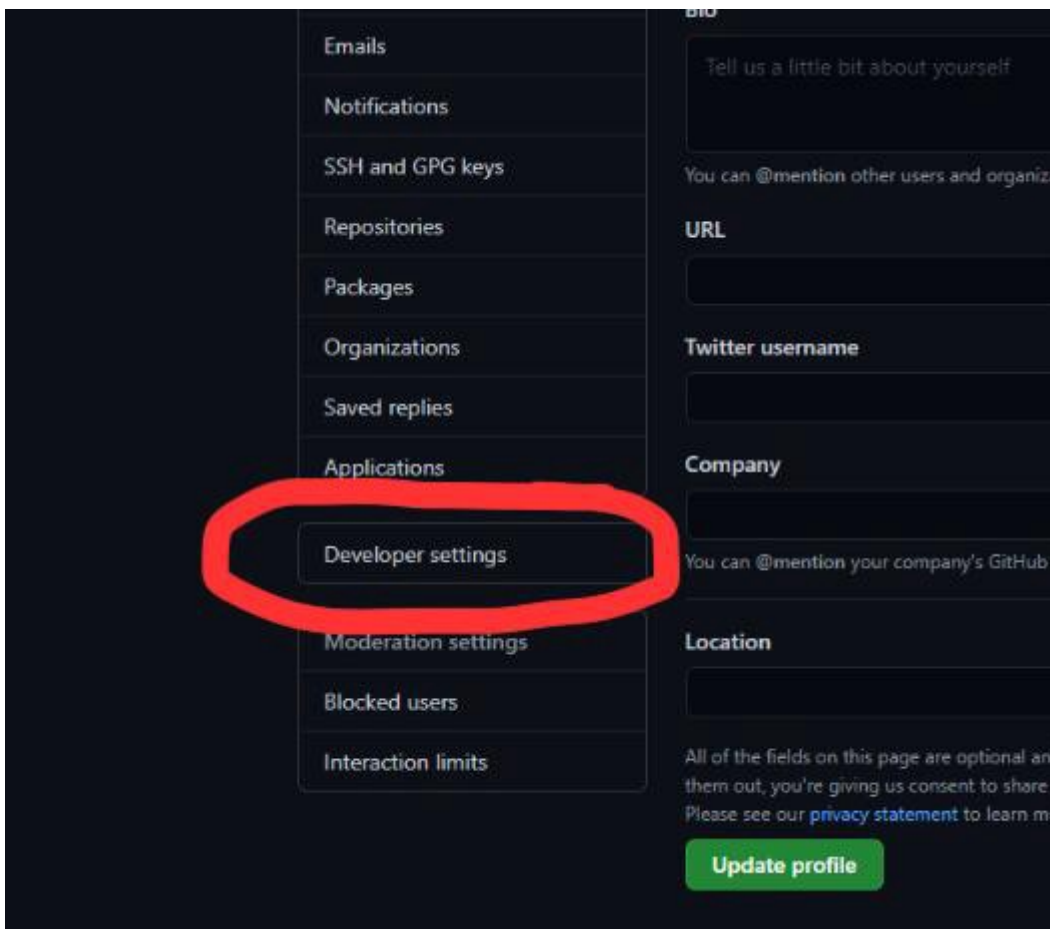 Emails
Notifications
SSH and GPG keys
Repositories
Packages
Organizations
Saved replies
Applications
Developer settings
Moderation settings
Blocked users
Interaction limits
Bio
Tell us a little bit about yourself
You can @mention other users and
URL
Twitter username
Company
You can @mention your company's GitHub
Location
All of the fields on this page are optional
them out, you're giving us consent to share
Please see our privacy statement to learn
Update profile